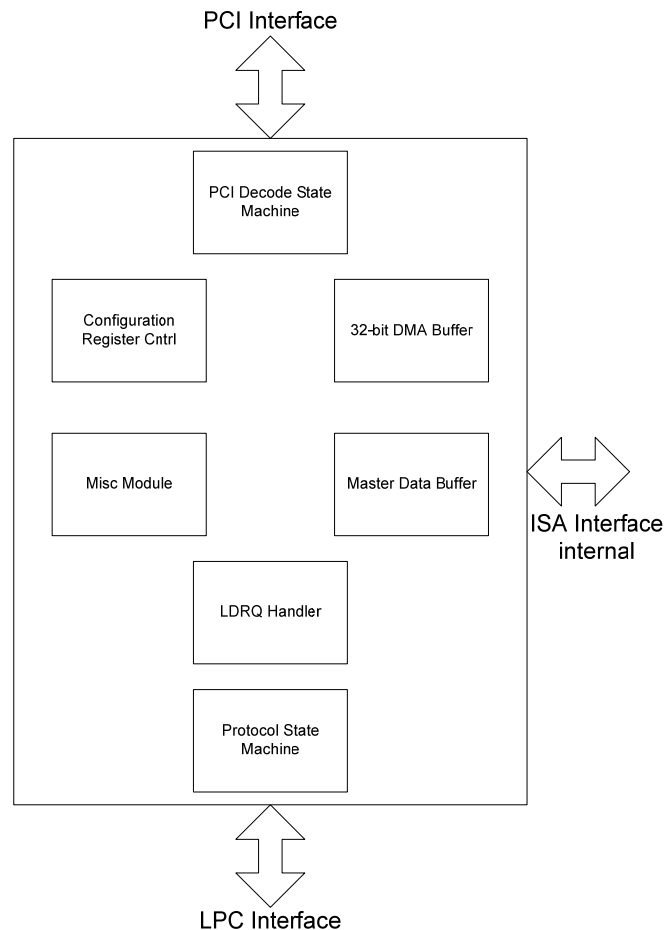 PCI Interface
PCI Decode State
Machine
Configuration
Register Cntrl
32-bit DMA Buffer
Misc Module
Master Data Buffer
ISA Interface
internal
LDRQ Handler
Protocol State
Machine
LPC Interface